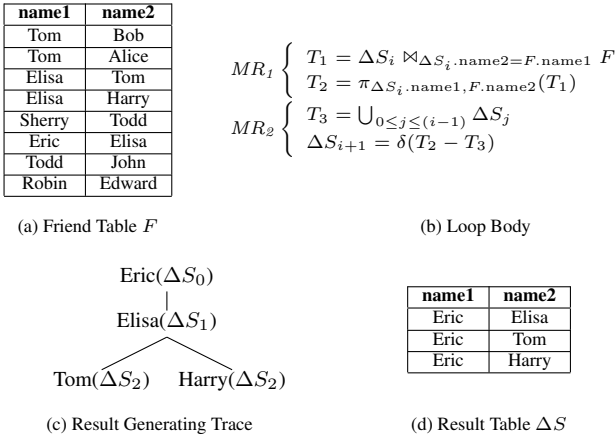 name1 name2
Tom Bob
Tom Alice
Elisa Tom
Elisa Harry
Sherry Todd
Eric Elisa
Todd John
Robin Edward
(a) Friend Table F
MR₁ { T₁ = ΔSᵢ ⋈_{ΔSᵢ.name2=F.name1} F
T₂ = π_{ΔSᵢ.name1,F.name2}(T₁)
MR₂ { T₃ = ⋃_{0≤j≤(i−1)} ΔSⱼ
ΔSᵢ₊₁ = δ(T₂ − T₃)
(b) Loop Body
Eric(ΔS₀)
Elisa(ΔS₁)
Tom(ΔS₂) Harry(ΔS₂)
(c) Result Generating Trace
name1 name2
Eric Elisa
Eric Tom
Eric Harry
(d) Result Table ΔS